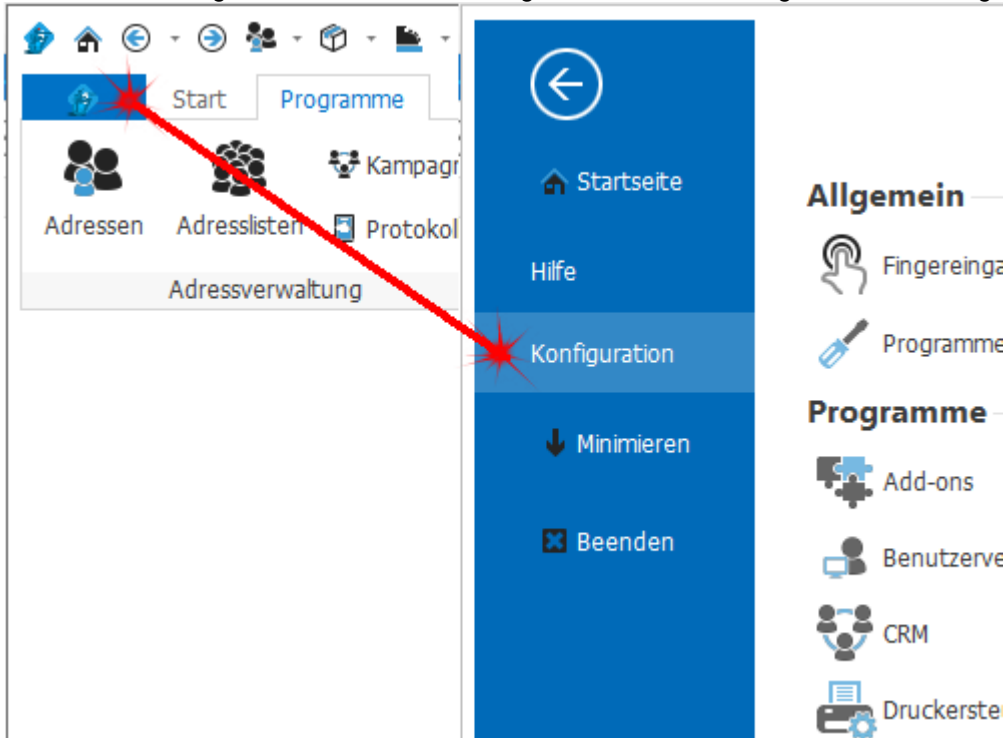 Start Programme
Adressen Adresslisten
Kampagn
Protokol
Adressverwaltung
Startseite
Hilfe
Konfiguration
Minimieren
Beenden
Allgemein
Fingereinga
Programme
Programme
Add-ons
Benutzerve
CRM
Druckerste